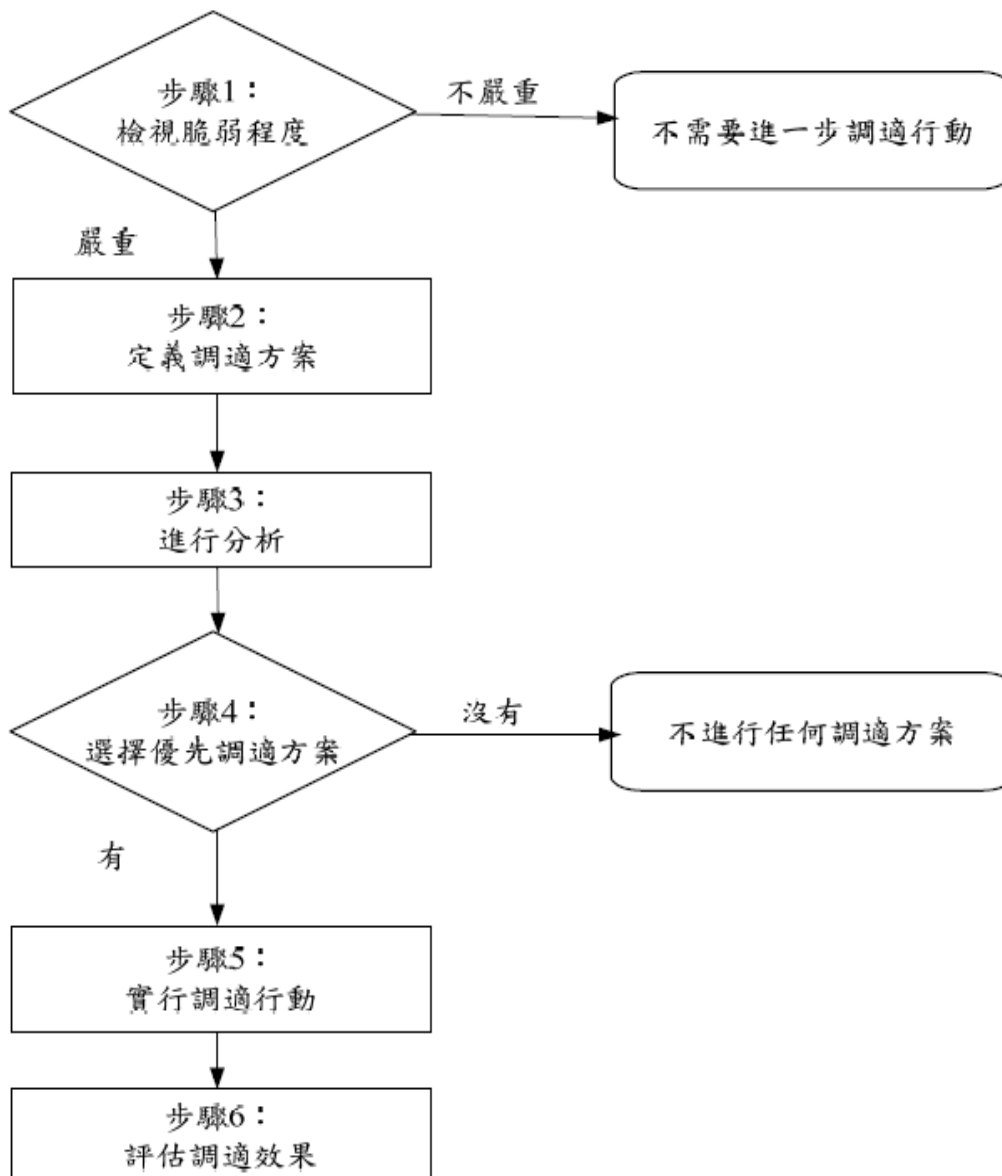 步驟1：
檢視脆弱程度
不嚴重
不需要進一步調適行動
嚴重
步驟2：
定義調適方案
步驟3：
進行分析
步驟4：
選擇優先調適方案
沒有
不進行任何調適方案
有
步驟5：
實行調適行動
步驟6：
評估調適效果